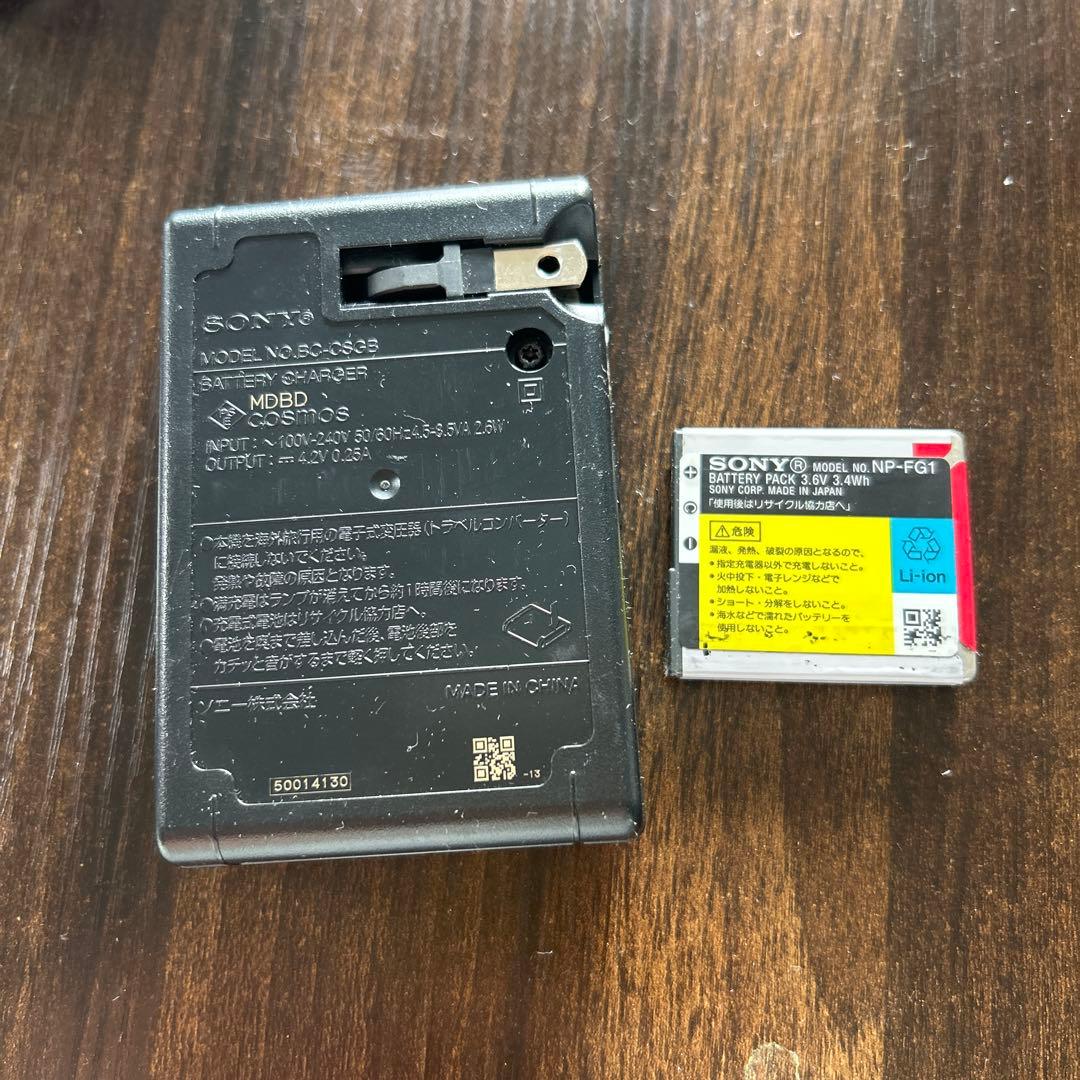 SONY®
MODEL NO.BC-CSGB
BATTERY CHARGER
PS
E
MDBD
COSMOS
INPUT : ~100V-240V 50/60Hz 4.5-8.5VA 2.6W
OUTPUT : ⎓ 4.2V 0.25A
●本機を海外旅行用の電子式変圧器(トラベルコンバーター)
に接続しないでください。
発熱や故障の原因となります。
●満充電はランプが消えてから約1時間後になります。
●充電式電池はリサイクル協力店へ。
●電池を奥まで差し込んだ後、電池後部を
カチッと音がするまで軽く押してください。
ソニー株式会社
MADE IN CHINA
50014130
-13
SONY® MODEL NO. NP-FG1
BATTERY PACK 3.6V 3.4Wh
SONY CORP. MADE IN JAPAN
「使用後はリサイクル協力店へ」
⚠危険
漏液、発熱、破裂の原因となるので、
●指定充電器以外で充電しないこと。
●火中投下・電子レンジなどで
加熱しないこと。
●ショート・分解をしないこと。
●海水などで濡れたバッテリーを
使用しないこと。
Li-ion
+
C
-